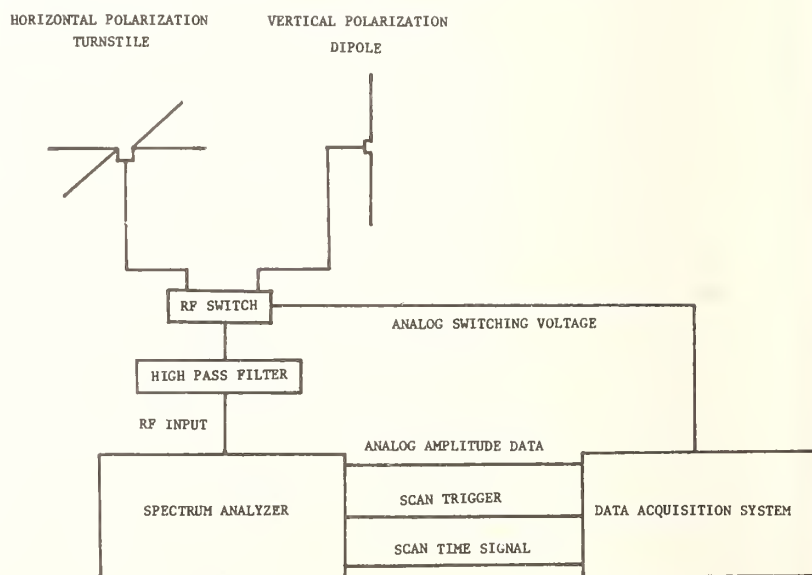 HORIZONTAL POLARIZATION
TURNSTILE
VERTICAL POLARIZATION
DIPOLE
RF SWITCH
ANALOG SWITCHING VOLTAGE
HIGH PASS FILTER
RF INPUT
ANALOG AMPLITUDE DATA
SPECTRUM ANALYZER
SCAN TRIGGER
DATA ACQUISITION SYSTEM
SCAN TIME SIGNAL